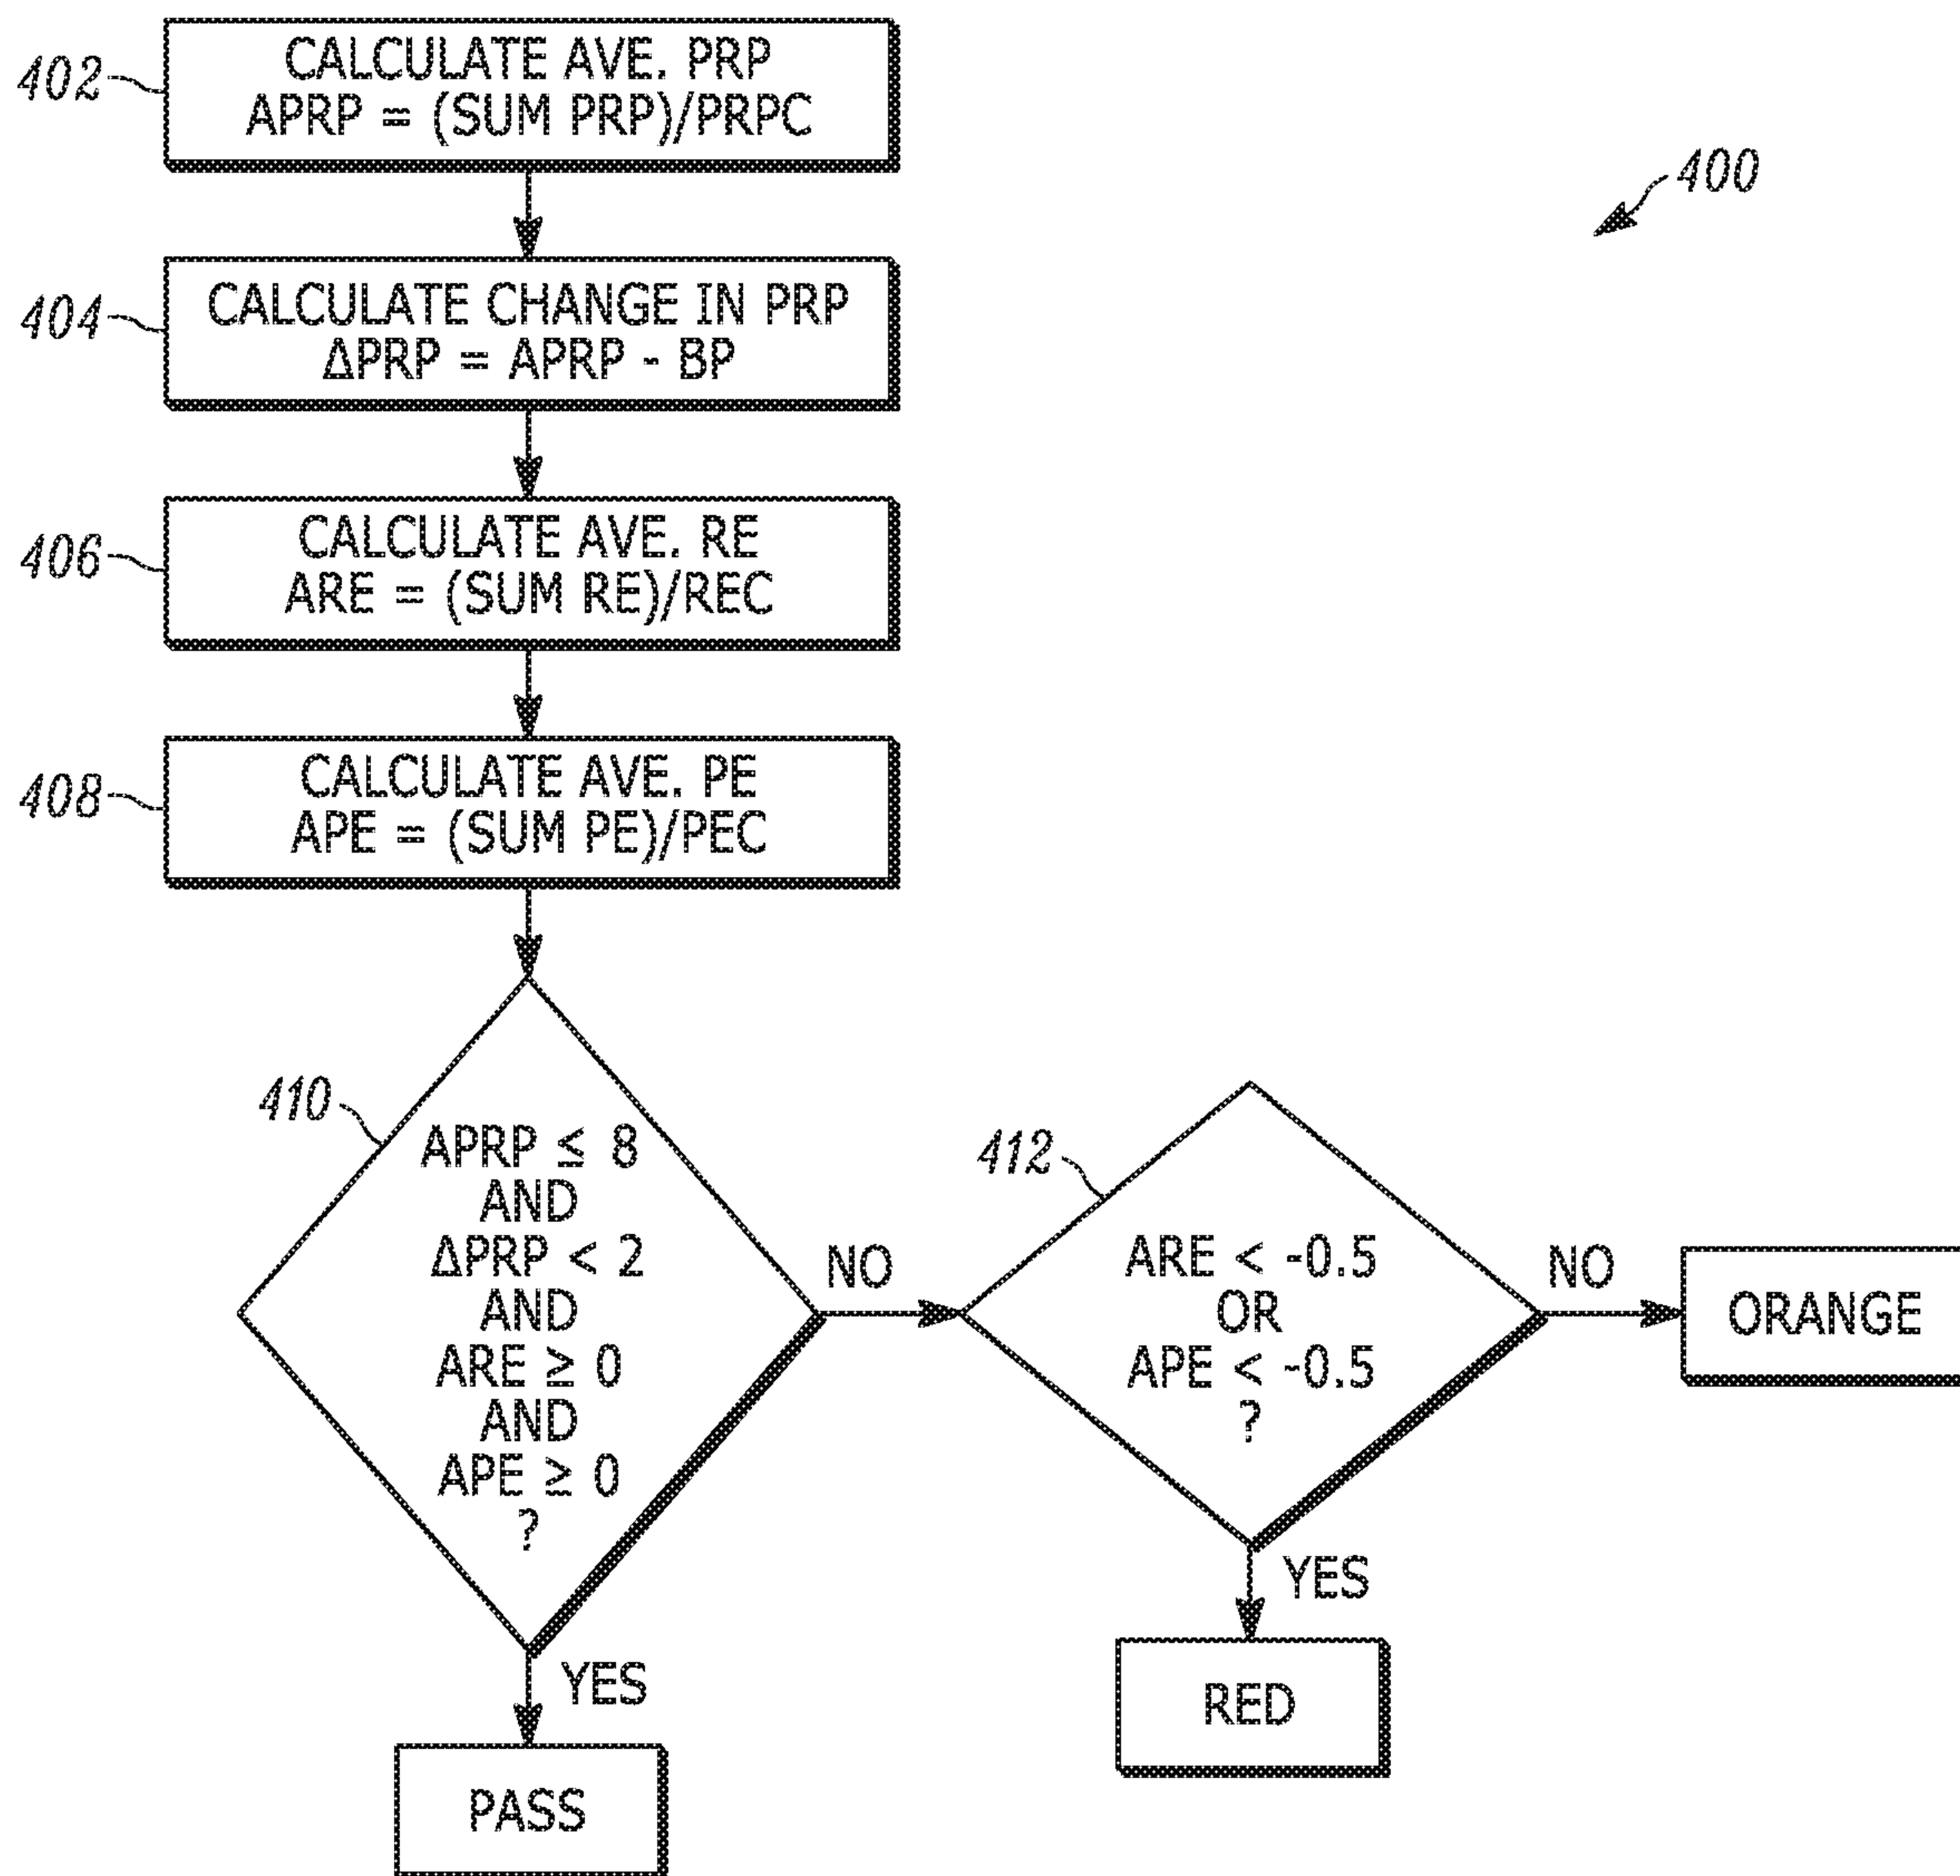 402
CALCULATE AVE. PRP
APRP = (SUM PRP)/PRPC
400
404
CALCULATE CHANGE IN PRP
ΔPRP = APRP - BP
406
CALCULATE AVE. RE
ARE = (SUM RE)/REC
408
CALCULATE AVE. PE
APE = (SUM PE)/PEC
410
APRP ≤ 8
AND
ΔPRP < 2
AND
ARE ≥ 0
AND
APE ≥ 0
?
NO
YES
PASS
412
ARE < -0.5
OR
APE < -0.5
?
NO
ORANGE
YES
RED